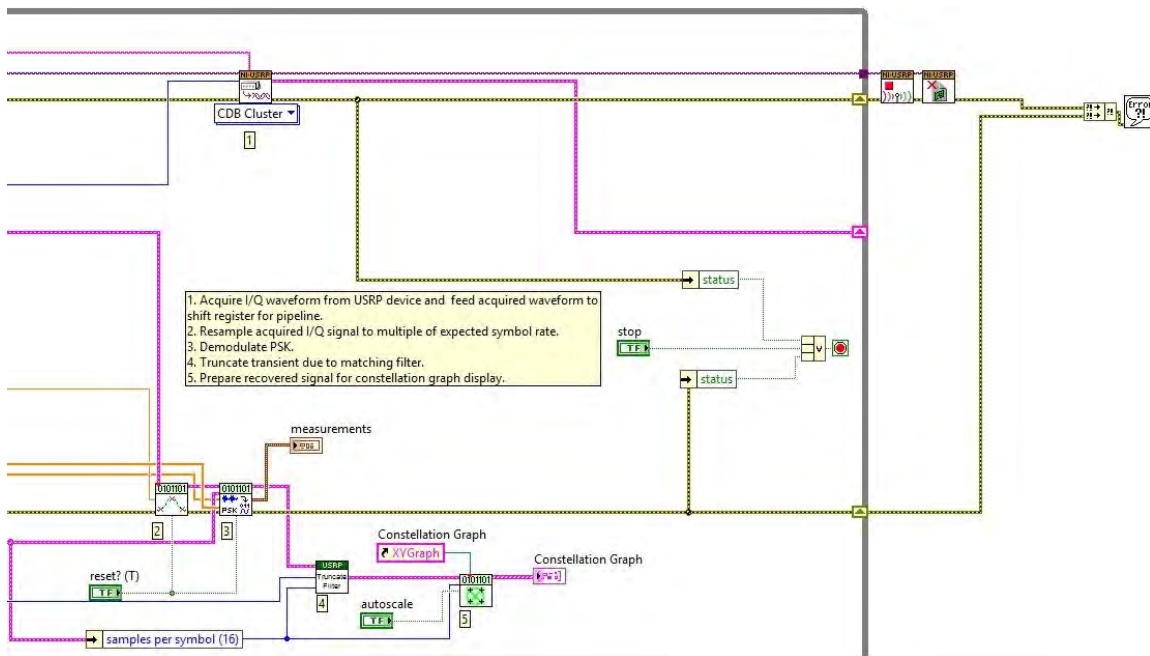 NI-USRP
NI-USRP
NI-USRP
CDB Cluster
1
Error
?!
?!
?!
?!
status
1. Acquire I/Q waveform from USRP device and feed acquired waveform to
shift register for pipeline.
2. Resample acquired I/Q signal to multiple of expected symbol rate.
3. Demodulate PSK.
4. Truncate transient due to matching filter.
5. Prepare recovered signal for constellation graph display.
stop
TF
V
status
measurements
0101101
0101101
PSK
2
3
Constellation Graph
XYGraph
Constellation Graph
reset? (T)
TF
USRP
Truncate
Filter
4
0101101
autoscale
TF
5
samples per symbol (16)